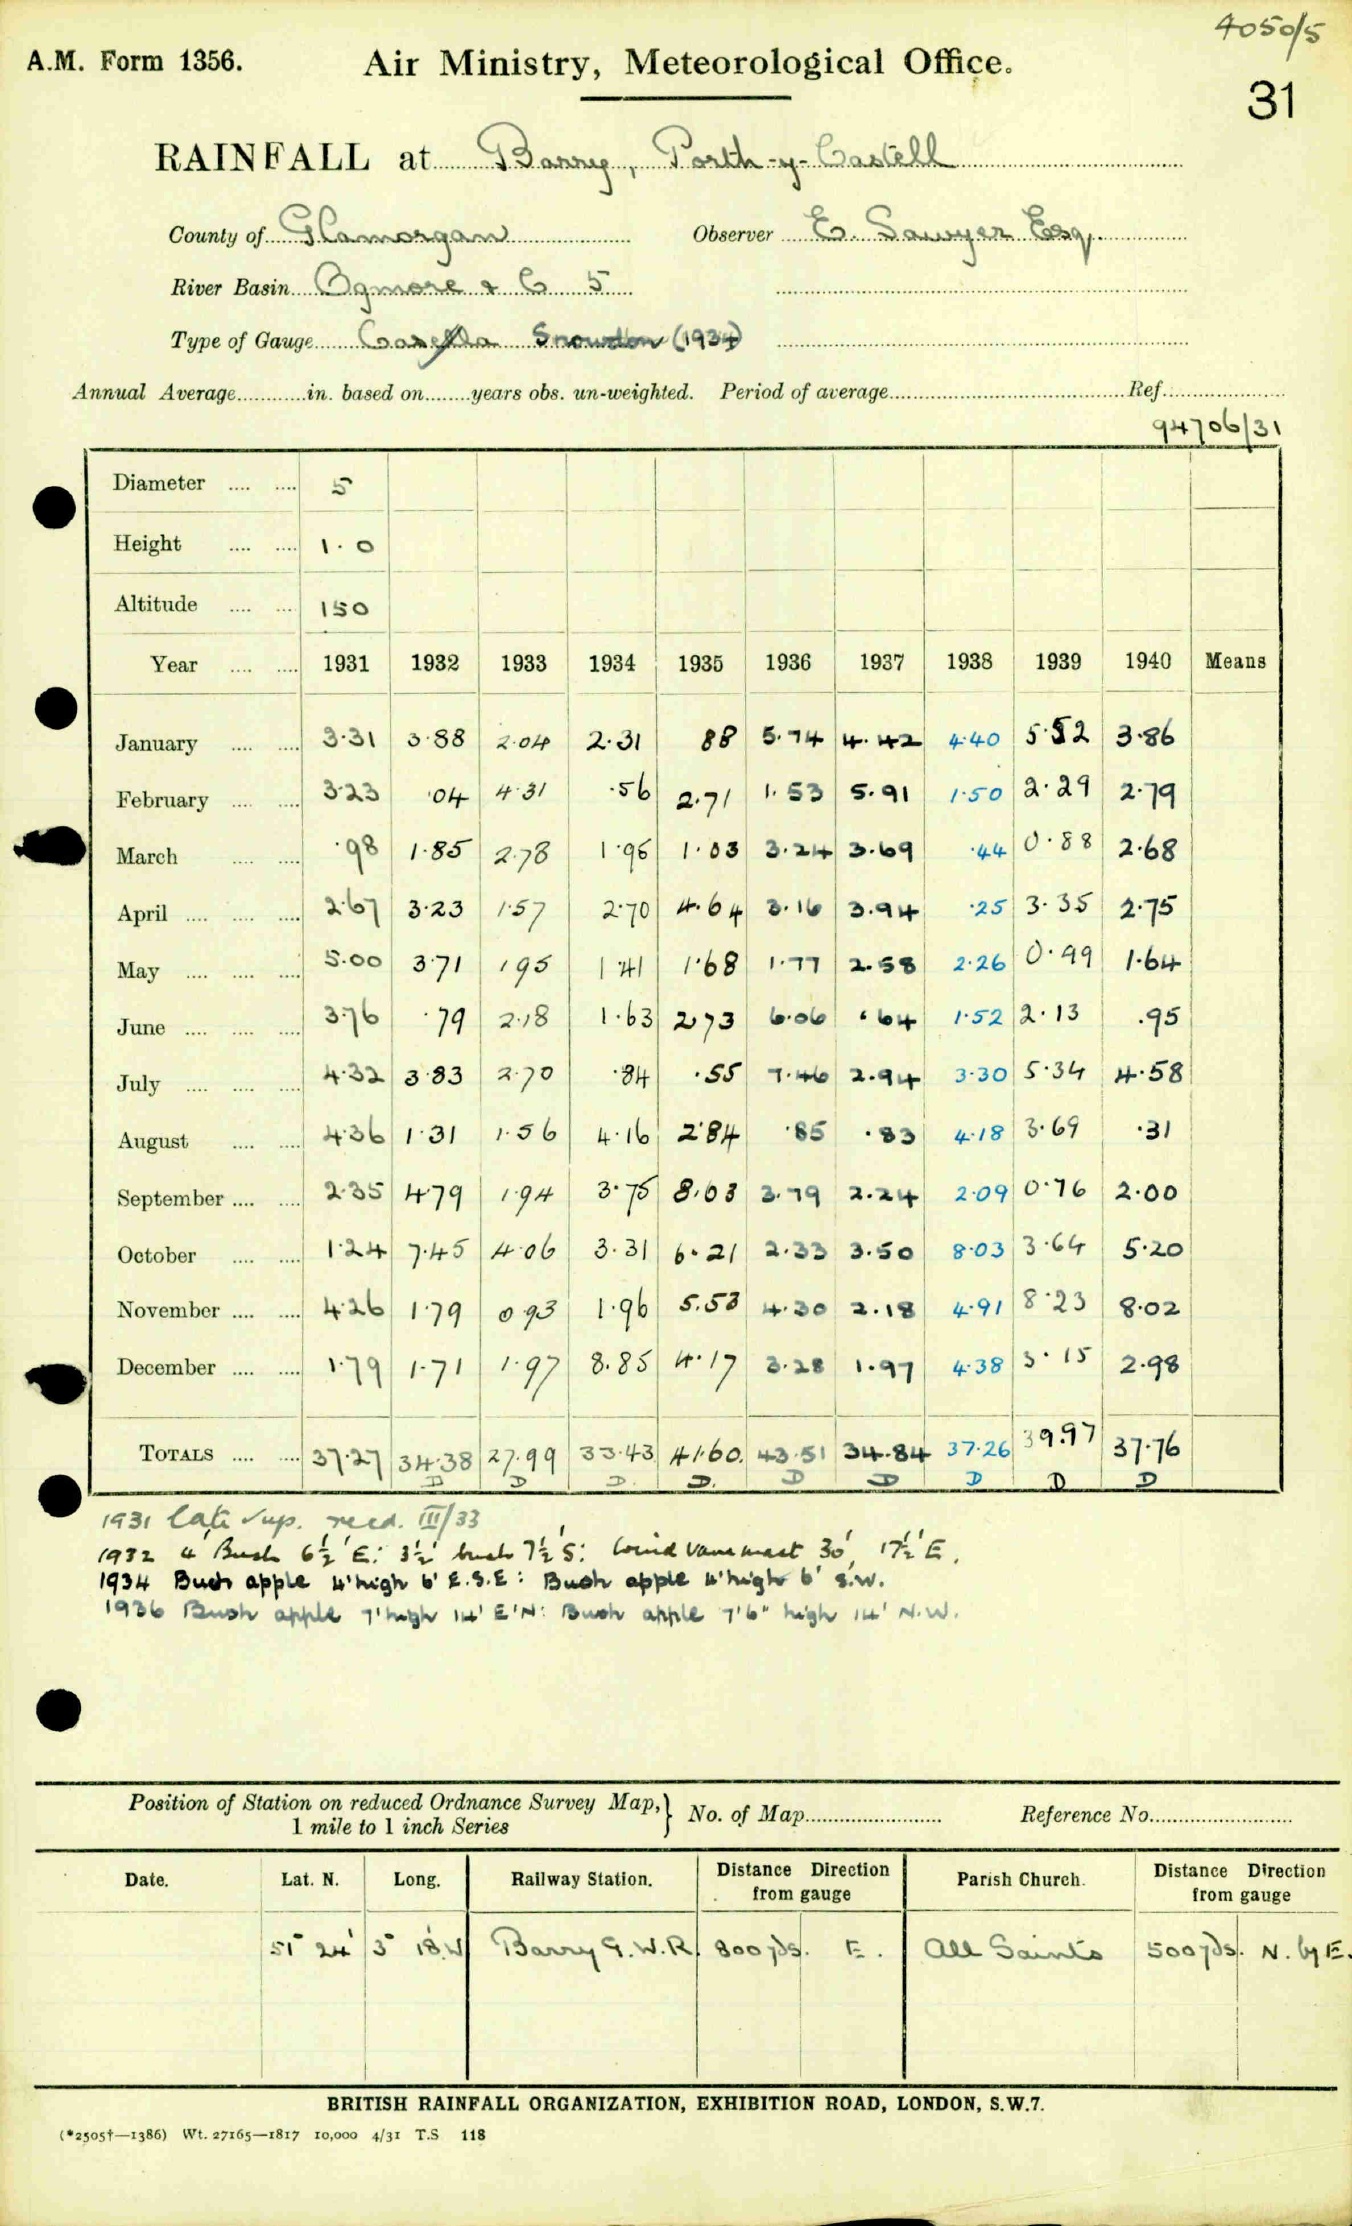 4050/5
A.M. Form 1356. Air Ministry, Meteorological Office.
31
RAINFALL at Barry, Porth-y-Castell
County of Glamorgan Observer E. Sawyer Esq.
River Basin Ogmore & C 5
Type of Gauge Casella Snowdon (1934)
Annual Average in. based on years obs. un-weighted. Period of average Ref.
94706/31
Diameter 5
Height 1.0
Altitude 150
Year 1931 1932 1933 1934 1935 1936 1937 1938 1939 1940 Means
January 3.31 3.88 2.04 2.31 88 5.74 4.42 4.40 5.52 3.86
February 3.23 .04 4.31 .56 2.71 1.53 5.91 1.50 2.29 2.79
March .98 1.85 2.78 1.95 1.03 3.24 3.69 .44 0.88 2.68
April 2.67 3.23 1.57 2.70 4.64 3.16 3.94 .25 3.35 2.75
May 5.00 3.71 1.95 1.41 1.68 1.77 2.58 2.26 0.99 1.64
June 3.76 .79 2.18 1.63 2.73 6.06 .64 1.52 2.13 .95
July 4.32 3.83 2.70 .84 .55 7.46 2.94 3.30 5.34 4.58
August 4.36 1.31 1.56 4.16 2.84 .85 .83 4.18 3.69 .31
September 2.35 4.79 1.94 3.75 8.63 3.79 2.24 2.09 0.76 2.00
October 1.24 7.45 4.06 3.31 6.21 2.33 3.50 8.03 3.64 5.20
November 4.26 1.79 0.93 1.96 5.53 4.30 2.18 4.91 8.23 8.02
December 1.79 1.71 1.97 8.85 4.17 3.28 1.97 4.38 3.15 2.98
TOTALS 37.27 34.38 27.99 33.43 41.60. 43.51 34.84 37.26 39.97 37.76
D D D. D. D D D D D
1931 late sup. recd. III/33
1932 4' Bush 6½' E: 3½' bush 7½' S: Wind vane mast 30', 17½' E.
1934 Bush apple 4' high 6' E.S.E: Bush apple 4' high 6' S.W.
1936 Bush apple 7' high 14' E'N: Bush apple 7'6" high 14' N.W.
Position of Station on reduced Ordnance Survey Map, 1 mile to 1 inch Series } No. of Map Reference No.
Date. Lat. N. Long. Railway Station. Distance Direction from gauge Parish Church. Distance Direction from gauge
51° 24' 3° 18' W Barry G.W.R. 800 yds. E. All Saints 500 yds. N. by E.
BRITISH RAINFALL ORGANIZATION, EXHIBITION ROAD, LONDON, S.W.7.
(*2505†—1386) Wt. 27165—1817 10,000 4/31 T.S 118